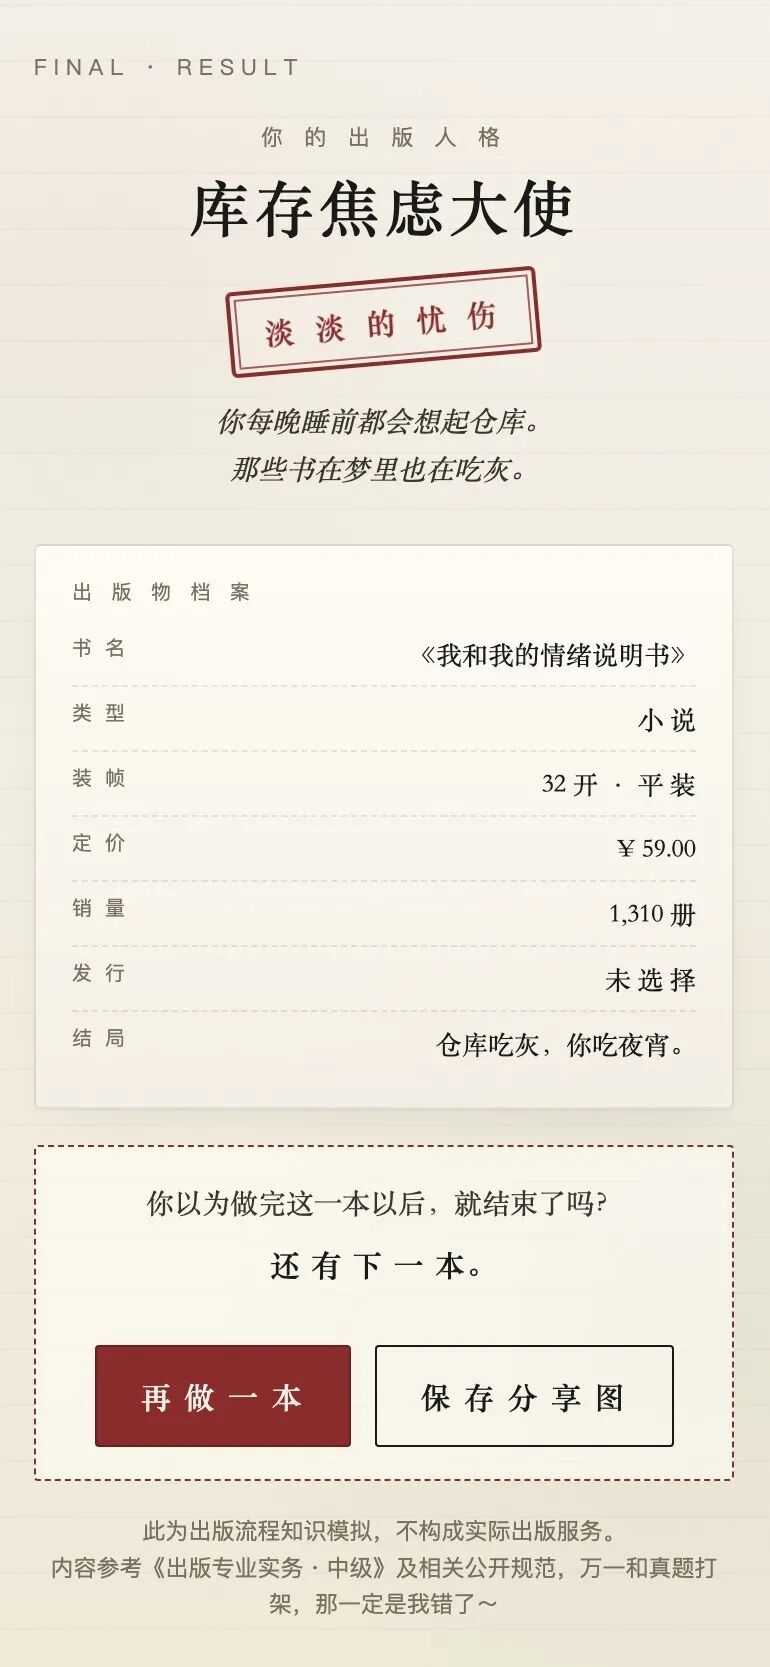 FINAL · RESULT
你的出版人格
库存焦虑大使
淡淡的忧伤
你每晚睡前都会想起仓库。
那些书在梦里也在吃灰。
出版物档案
书名 《我和我的情绪说明书》
类型 小说
装帧 32 开 · 平装
定价 ¥ 59.00
销量 1,310 册
发行 未选择
结局 仓库吃灰，你吃夜宵。
你以为做完这一本以后，就结束了吗?
还有下一本。
再做一本 保存分享图
此为出版流程知识模拟，不构成实际出版服务。
内容参考《出版专业实务 · 中级》及相关公开规范，万一和真题打
架，那一定是我错了～